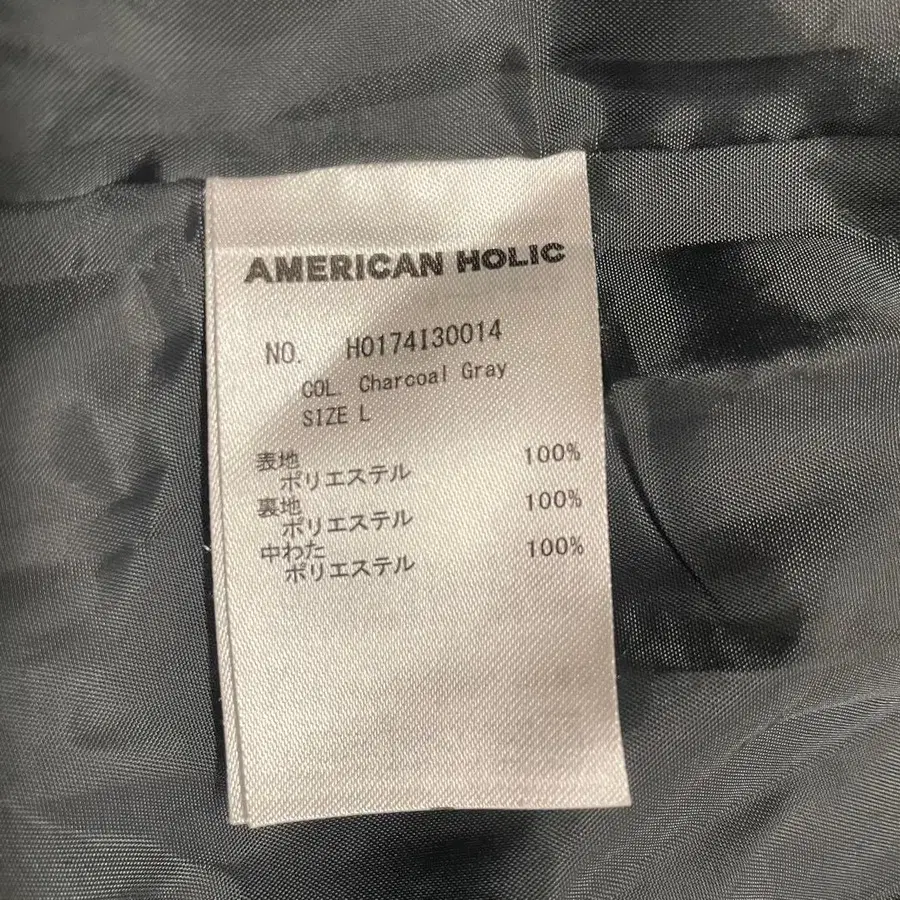 AMERICAN HOLIC
NO. H0174I30014
COL. Charcoal Gray
SIZE L
表地
ポリエステル 100%
裏地
ポリエステル 100%
中わた
ポリエステル 100%